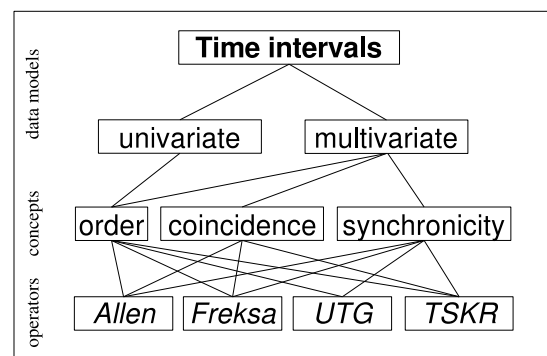 data models
Time intervals
univariate multivariate
concepts
order coincidence synchronicity
operators
Allen Freksa UTG TSKR